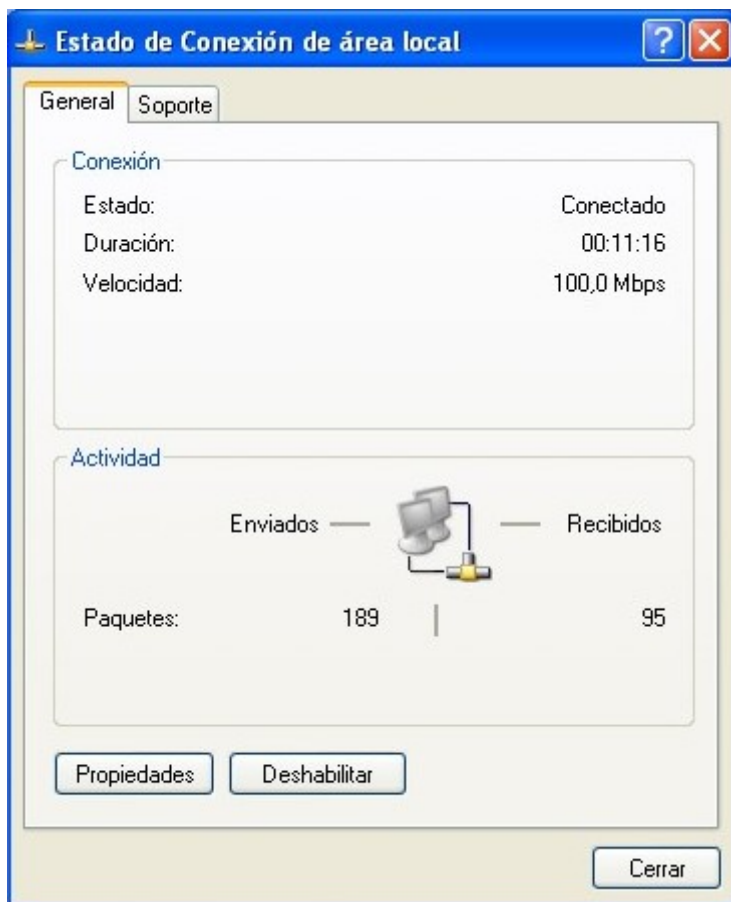 Estado de Conexión de área local
General Soporte
Conexión
Estado: Conectado
Duración: 00:11:16
Velocidad: 100,0 Mbps
Actividad
Enviados — — Recibidos
Paquetes: 189 | 95
Propiedades Deshabilitar
Cerrar